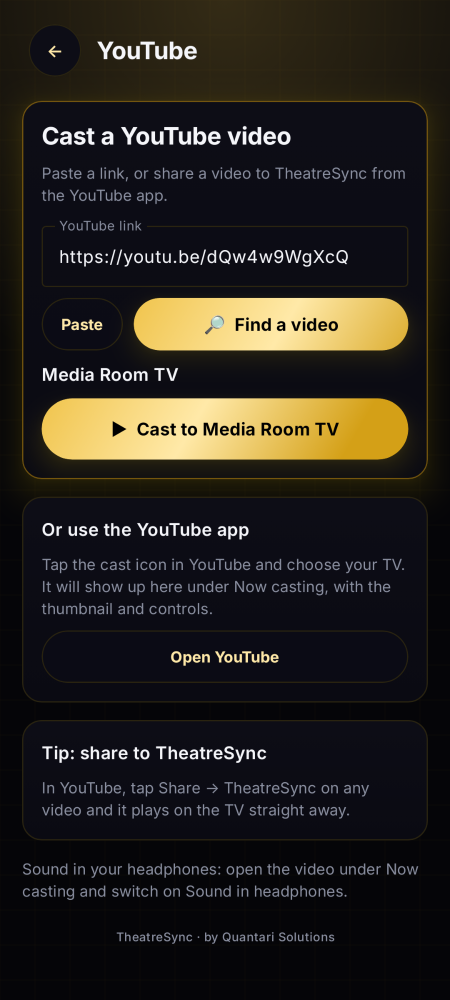 ← YouTube
Cast a YouTube video
Paste a link, or share a video to TheatreSync from
the YouTube app.
YouTube link
https://youtu.be/dQw4w9WgXcQ
Paste
🔎 Find a video
Media Room TV
▶ Cast to Media Room TV
Or use the YouTube app
Tap the cast icon in YouTube and choose your TV.
It will show up here under Now casting, with the
thumbnail and controls.
Open YouTube
Tip: share to TheatreSync
In YouTube, tap Share → TheatreSync on any
video and it plays on the TV straight away.
Sound in your headphones: open the video under Now
casting and switch on Sound in headphones.
TheatreSync · by Quantari Solutions